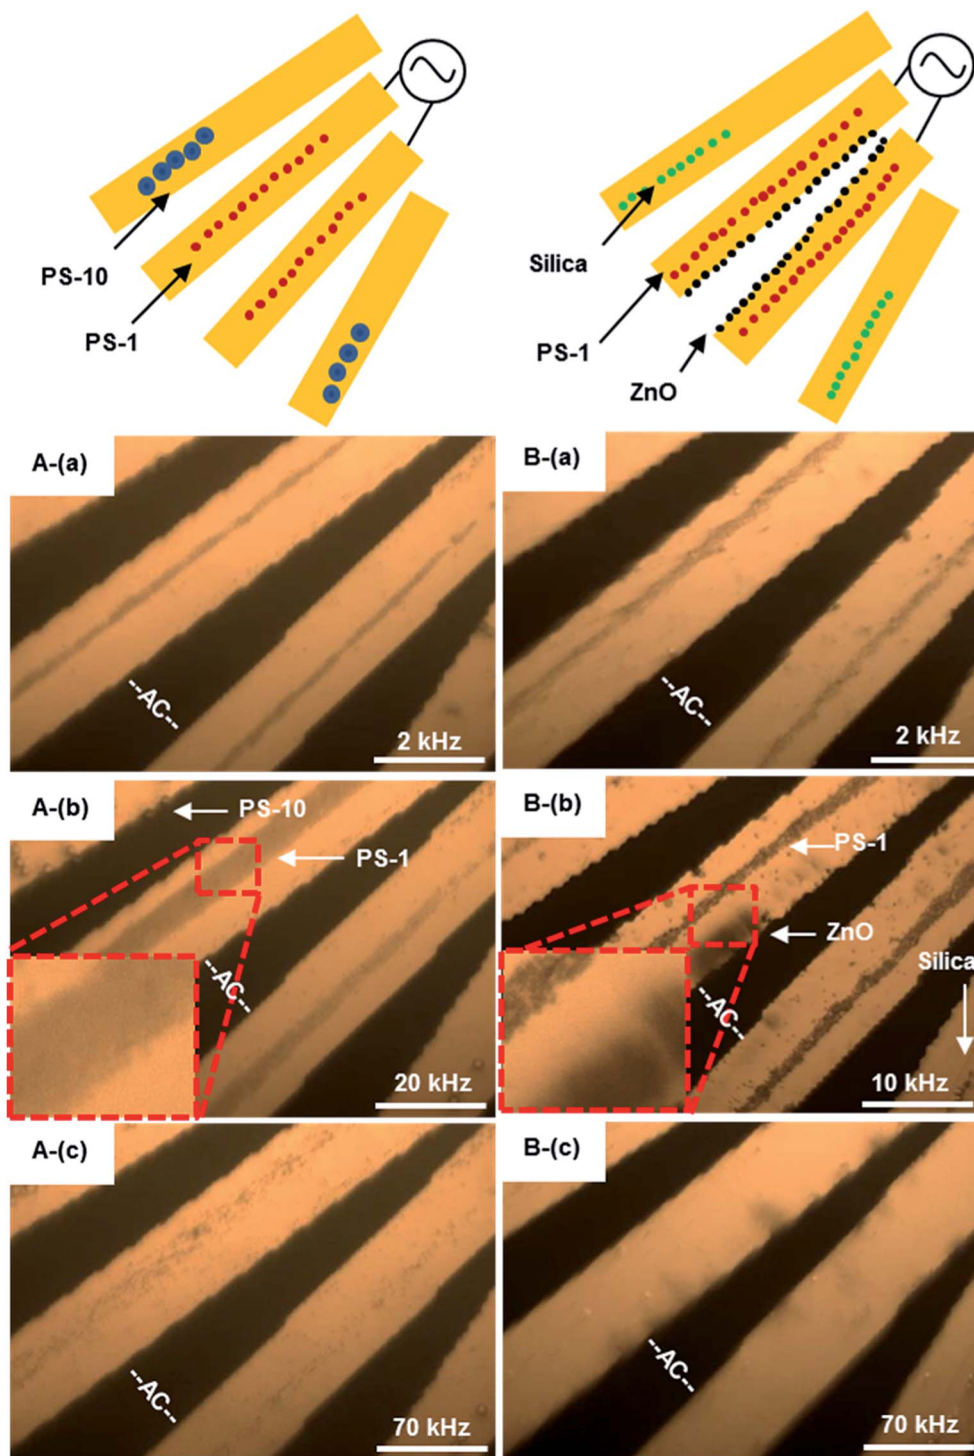 PS-10
PS-1
Silica
PS-1
ZnO
A-(a)
--AC--
2 kHz
B-(a)
--AC--
2 kHz
A-(b)
PS-10
PS-1
--AC--
20 kHz
B-(b)
PS-1
ZnO
Silica
--AC--
10 kHz
A-(c)
--AC--
70 kHz
B-(c)
--AC--
70 kHz